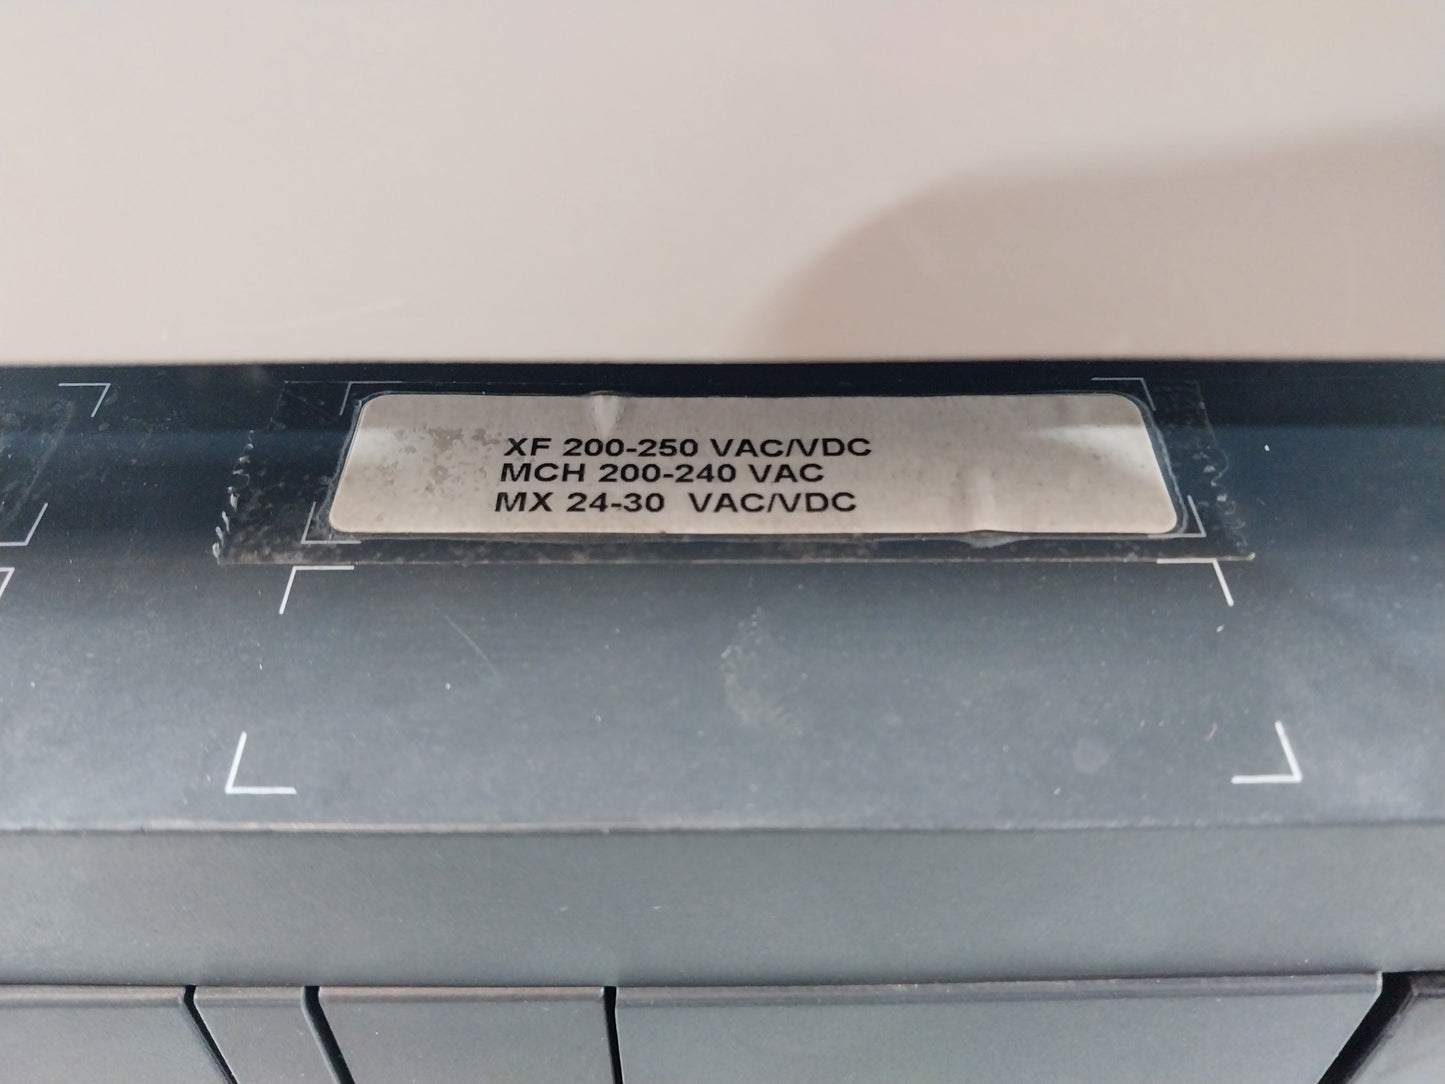 XF 200-250 VAC/VDC
MCH 200-240 VAC
MX 24-30 VAC/VDC